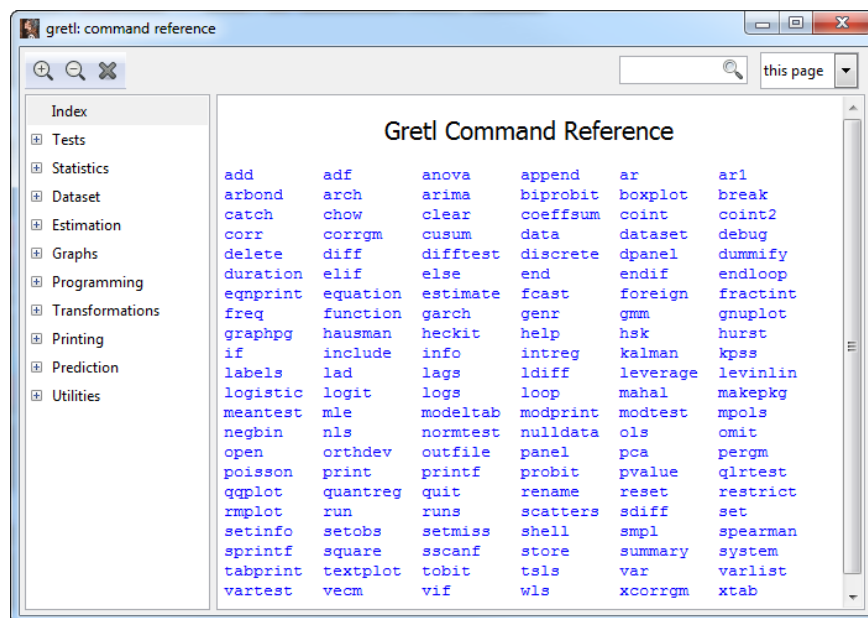 gretl: command reference
this page
Index
Tests
Statistics
Dataset
Estimation
Graphs
Programming
Transformations
Printing
Prediction
Utilities
Gretl Command Reference
add adf anova append ar ar1
arbond arch arima biprobit boxplot break
catch chow clear coeffsum coint coint2
corr corrgm cusum data dataset debug
delete diff difftest discrete dpanel dummify
duration elif else end endif endloop
eqnprint equation estimate fcast foreign fractint
freq function garch genr gmm gnuplot
graphpg hausman heckit help hsk hurst
if include info intreg kalman kpss
labels lad lags ldiff leverage levinlin
logistic logit logs loop mahal makepkg
meantest mle modeltab modprint modtest mpols
negbin nls normtest nulldata ols omit
open orthdev outfile panel pca pergm
poisson print printf probit pvalue qlrtest
qqplot quantreg quit rename reset restrict
rmplot run runs scatters sdiff set
setinfo setobs setmiss shell smpl spearman
sprintf square sscanf store summary system
tabprint textplot tobit tsls var varlist
vartest vecm vif wls xcorrgm xtab